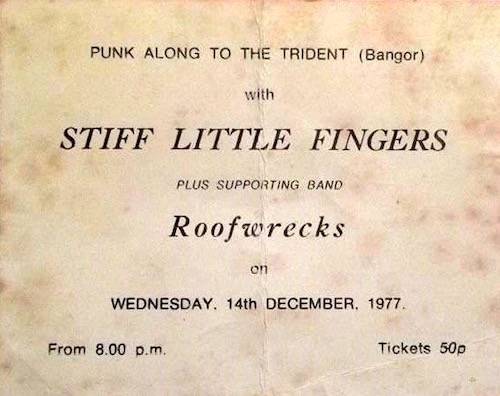 PUNK ALONG TO THE TRIDENT (Bangor)
with
STIFF LITTLE FINGERS
PLUS SUPPORTING BAND
Roofwrecks
on
WEDNESDAY, 14th DECEMBER, 1977.
From 8.00 p.m. Tickets 50p